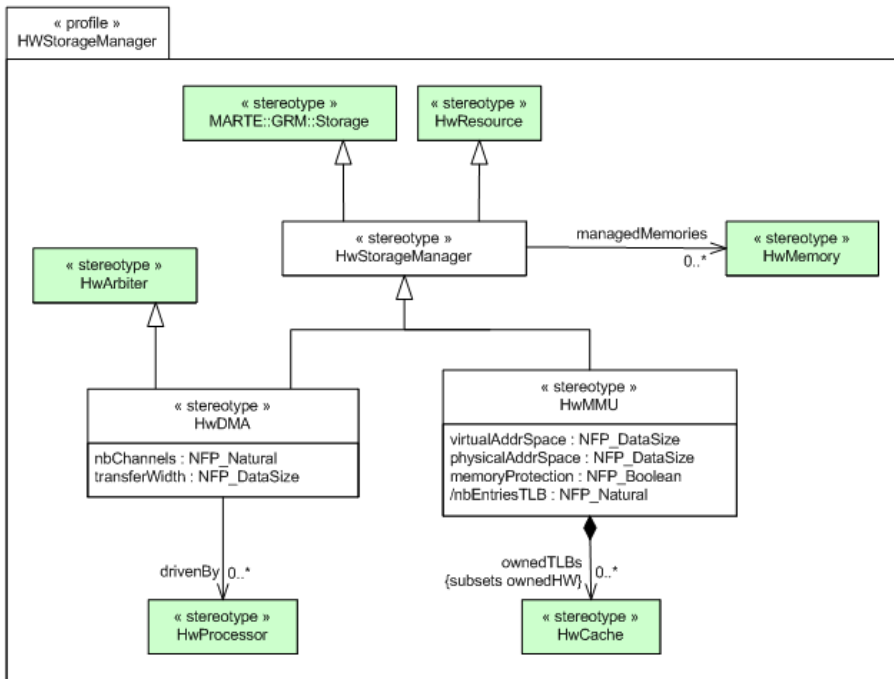 « profile »
HWStorageManager
« stereotype »
MARTE::GRM::Storage
« stereotype »
HwResource
« stereotype »
HwStorageManager
managedMemories
0..*
« stereotype »
HwMemory
« stereotype »
HwArbiter
« stereotype »
HwDMA
nbChannels : NFP_Natural
transferWidth : NFP_DataSize
« stereotype »
HwMMU
virtualAddrSpace : NFP_DataSize
physicalAddrSpace : NFP_DataSize
memoryProtection : NFP_Boolean
/nbEntriesTLB : NFP_Natural
drivenBy
0..*
ownedTLBs
{subsets ownedHW}
0..*
« stereotype »
HwProcessor
« stereotype »
HwCache